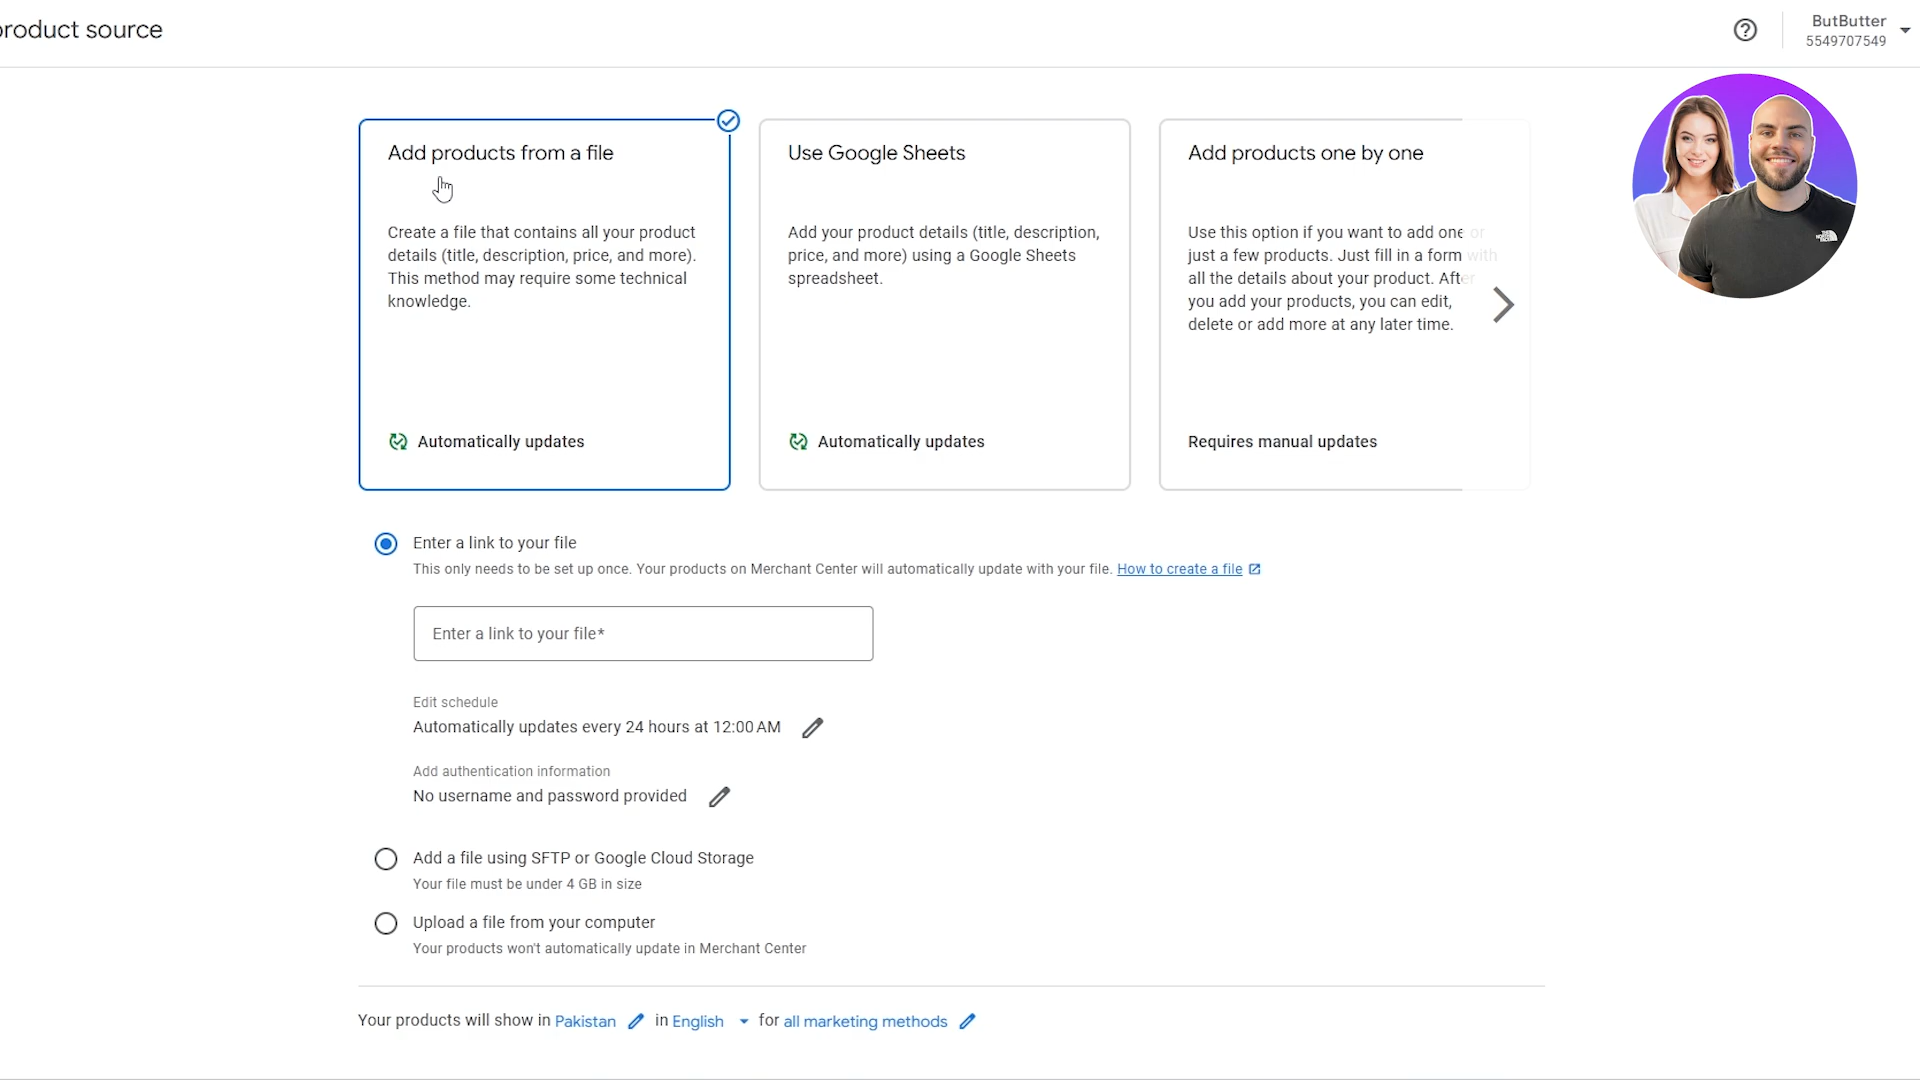 product source
ButButter
5549707549
Add products from a file
Create a file that contains all your product
details (title, description, price, and more).
This method may require some technical
knowledge.
Automatically updates
Use Google Sheets
Add your product details (title, description,
price, and more) using a Google Sheets
spreadsheet.
Automatically updates
Add products one by one
Use this option if you want to add one or
just a few products. Just fill in a form with
all the details about your product. After
you add your products, you can edit,
delete or add more at any later time.
Requires manual updates
THE NORTH FACE
Enter a link to your file
This only needs to be set up once. Your products on Merchant Center will automatically update with your file. How to create a file
Enter a link to your file*
Edit schedule
Automatically updates every 24 hours at 12:00 AM
Add authentication information
No username and password provided
Add a file using SFTP or Google Cloud Storage
Your file must be under 4 GB in size
Upload a file from your computer
Your products won't automatically update in Merchant Center
Your products will show in Pakistan in English for all marketing methods